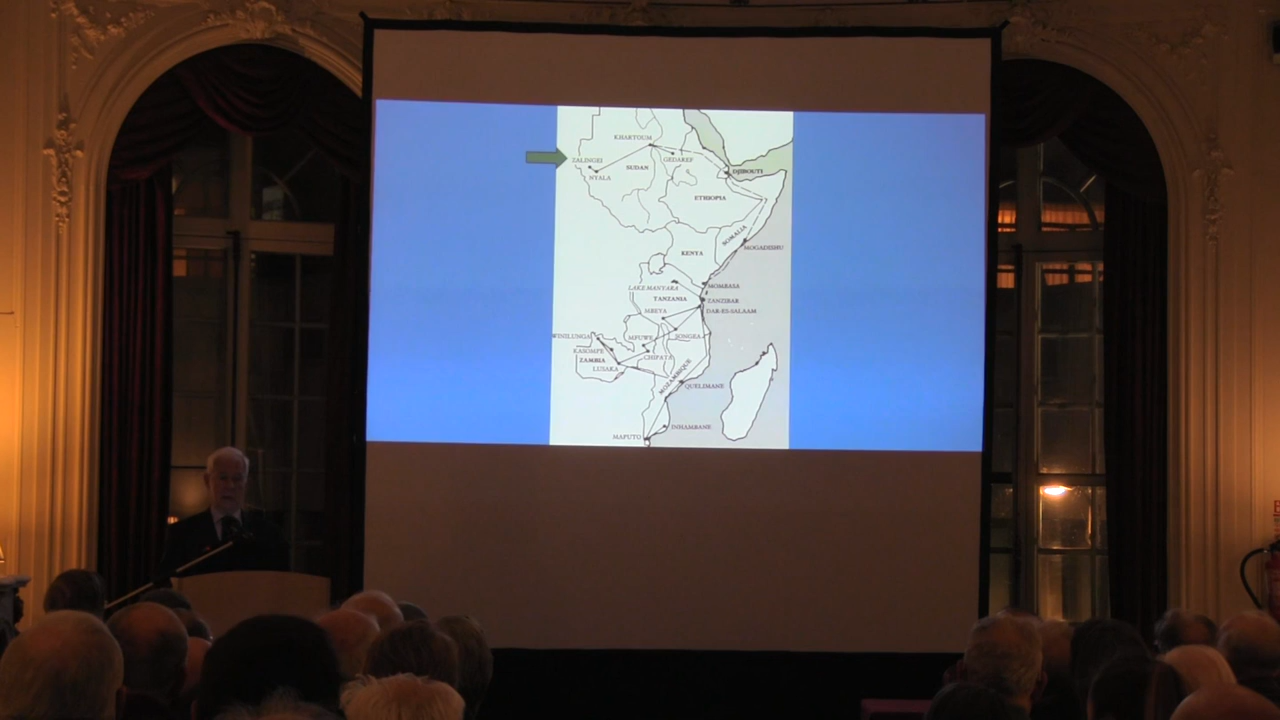 KHARTOUM
ZALINGEI
GEDAREF
SUDAN
NYALA
DJIBOUTI
ETHIOPIA
SOMALIA
MOGADISHU
KENYA
LAKE MANYARA
MOMBASA
TANZANIA
ZANZIBAR
MBEYA
DAR-ES-SALAAM
MFUWE
SONGEA
KASOMPE
CHIPATA
ZAMBIA
LUSAKA
MOZAMBIQUE
QUELIMANE
INHAMBANE
MAPUTO